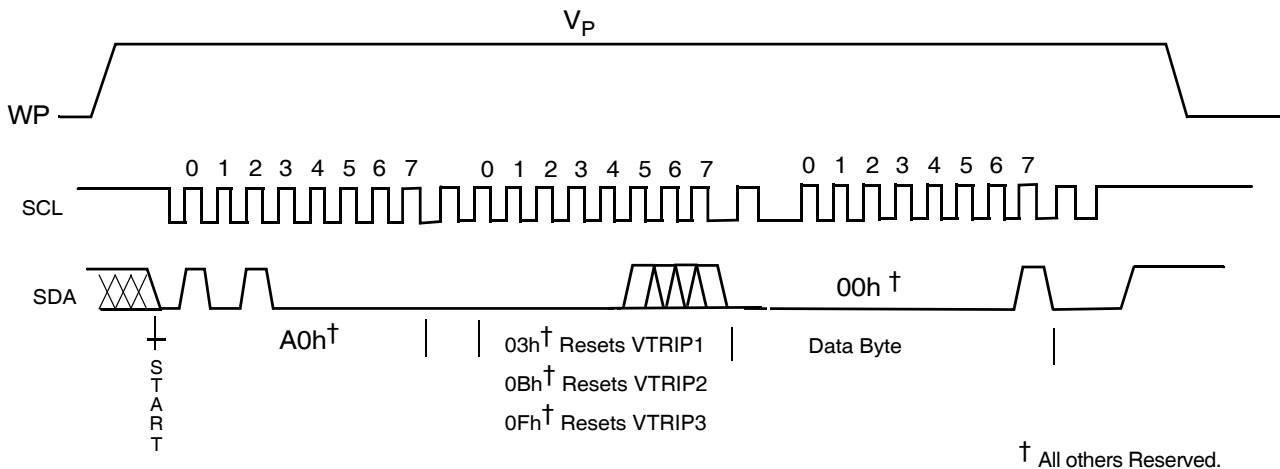 VP
WP
0 1 2 3 4 5 6 7 0 1 2 3 4 5 6 7 0 1 2 3 4 5 6 7
SCL
SDA
00h †
A0h†
03h† Resets VTRIP1
Data Byte
0Bh† Resets VTRIP2
0Fh† Resets VTRIP3
START
† All others Reserved.